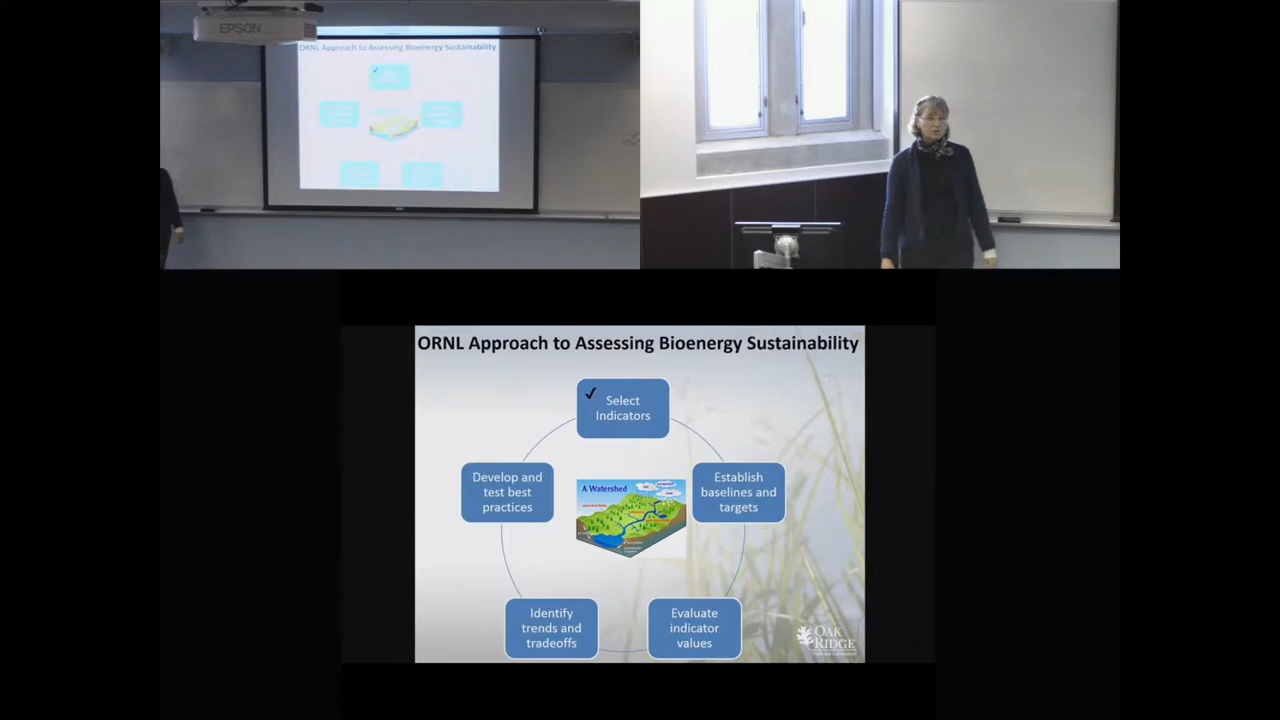 EPSON
ORNL Approach to Assessing Bioenergy Sustainability
ORNL Approach to Assessing Bioenergy Sustainability
✓
Select
Indicators
Develop and
test best
practices
A Watershed
Establish
baselines and
targets
Identify
trends and
tradeoffs
Evaluate
indicator
values
OAK
RIDGE